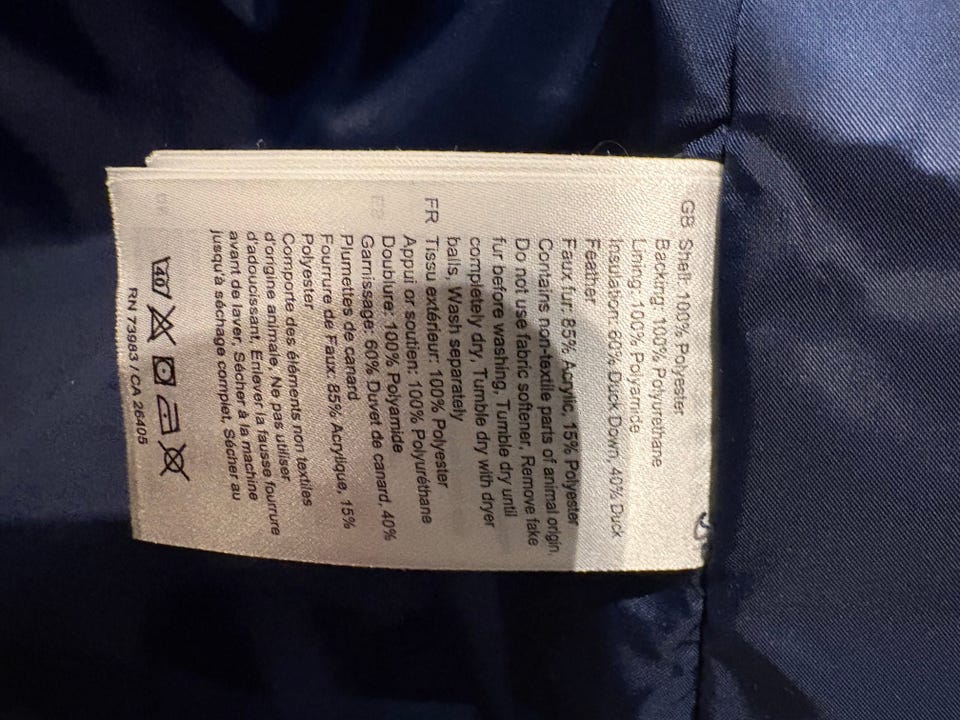 GB Shell: 100% Polyester
Backing: 100% Polyurethane
Lining: 100% Polyamide
Insulation: 60% Duck Down, 40% Duck
Feather
Faux fur: 85% Acrylic, 15% Polyester
Contains non-textile parts of animal origin.
Do not use fabric softener, Remove fake
fur before washing, Tumble dry until
completely dry, Tumble dry with dryer
balls, Wash separately
FR Tissu extérieur: 100% Polyester
Appui or soutien: 100% Polyuréthane
Doublure: 100% Polyamide
Garnissage: 60% Duvet de canard, 40%
Plumettes de canard
Fourrure de Faux: 85% Acrylique, 15%
Polyester
Comporte des éléments non textiles
d'origine animale, Ne pas utiliser
d'adoucissant, Enlever la fausse fourrure
avant de laver, Sécher à la machine
jusqu'à séchage complet, Sécher au
40
RN 73983 / CA 26405